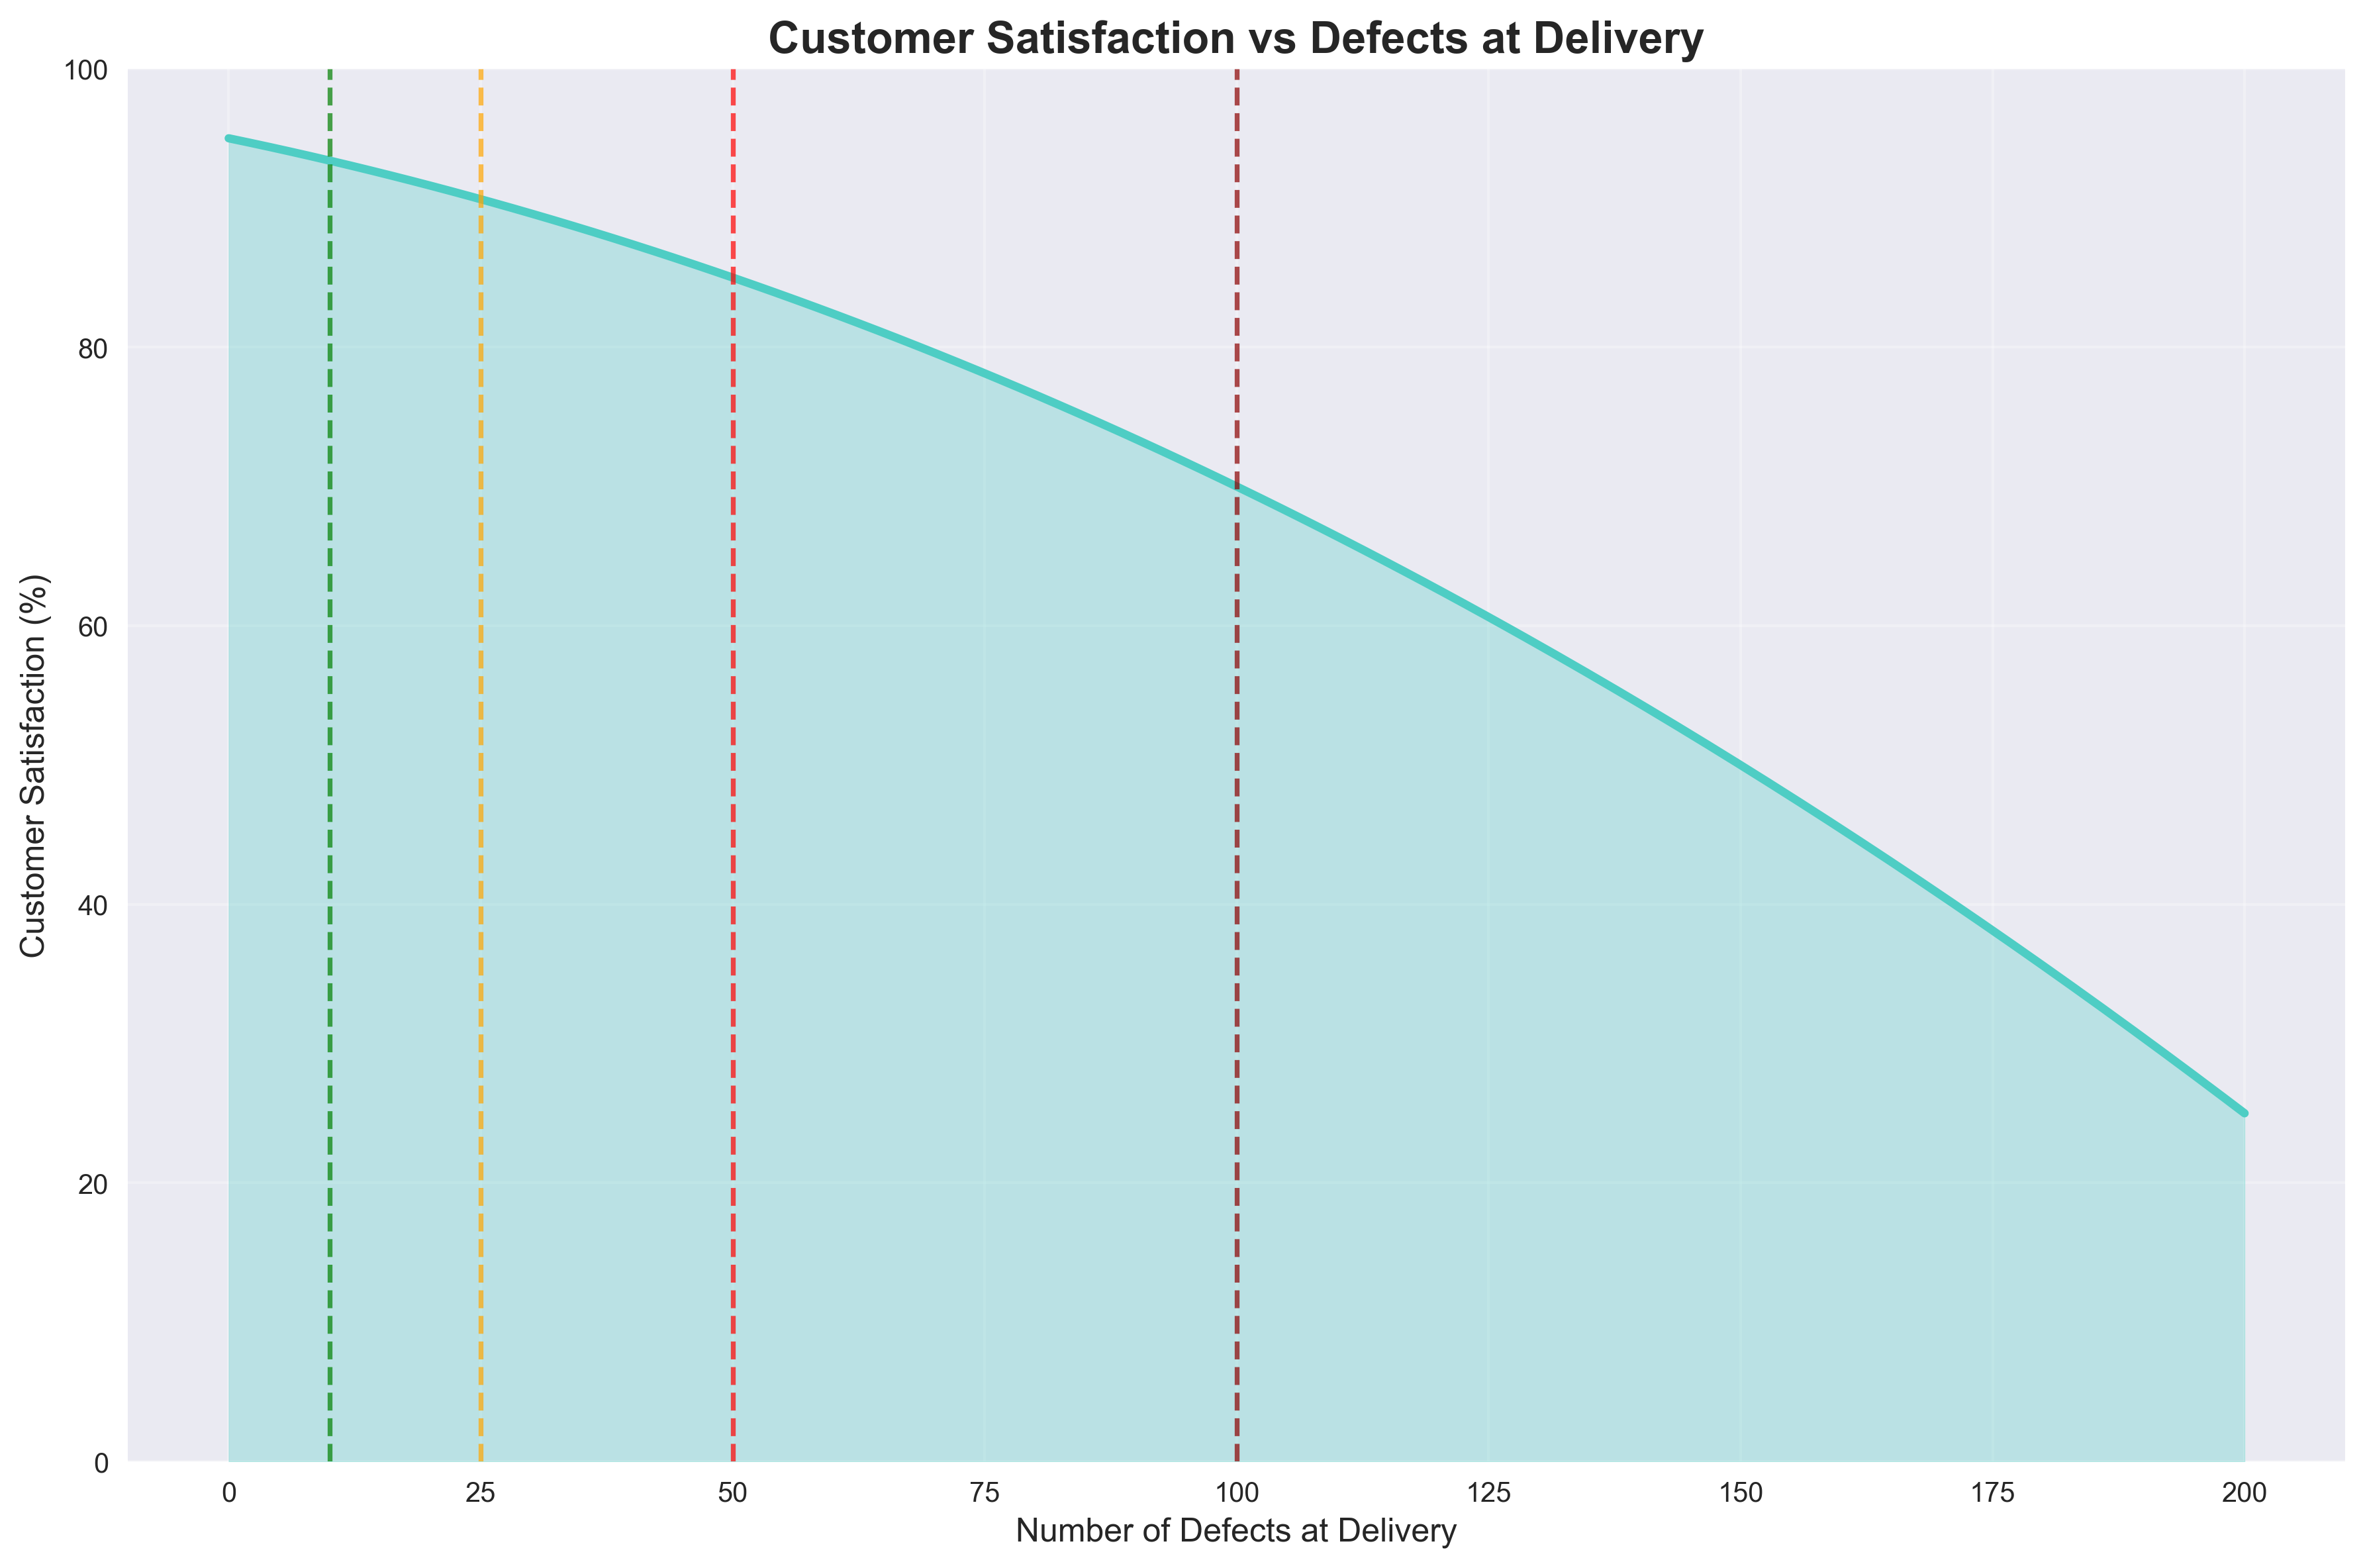 Customer Satisfaction vs Defects at Delivery
100
80
60
40
20
0
Customer Satisfaction (%)
0 25 50 75 100 125 150 175 200
Number of Defects at Delivery